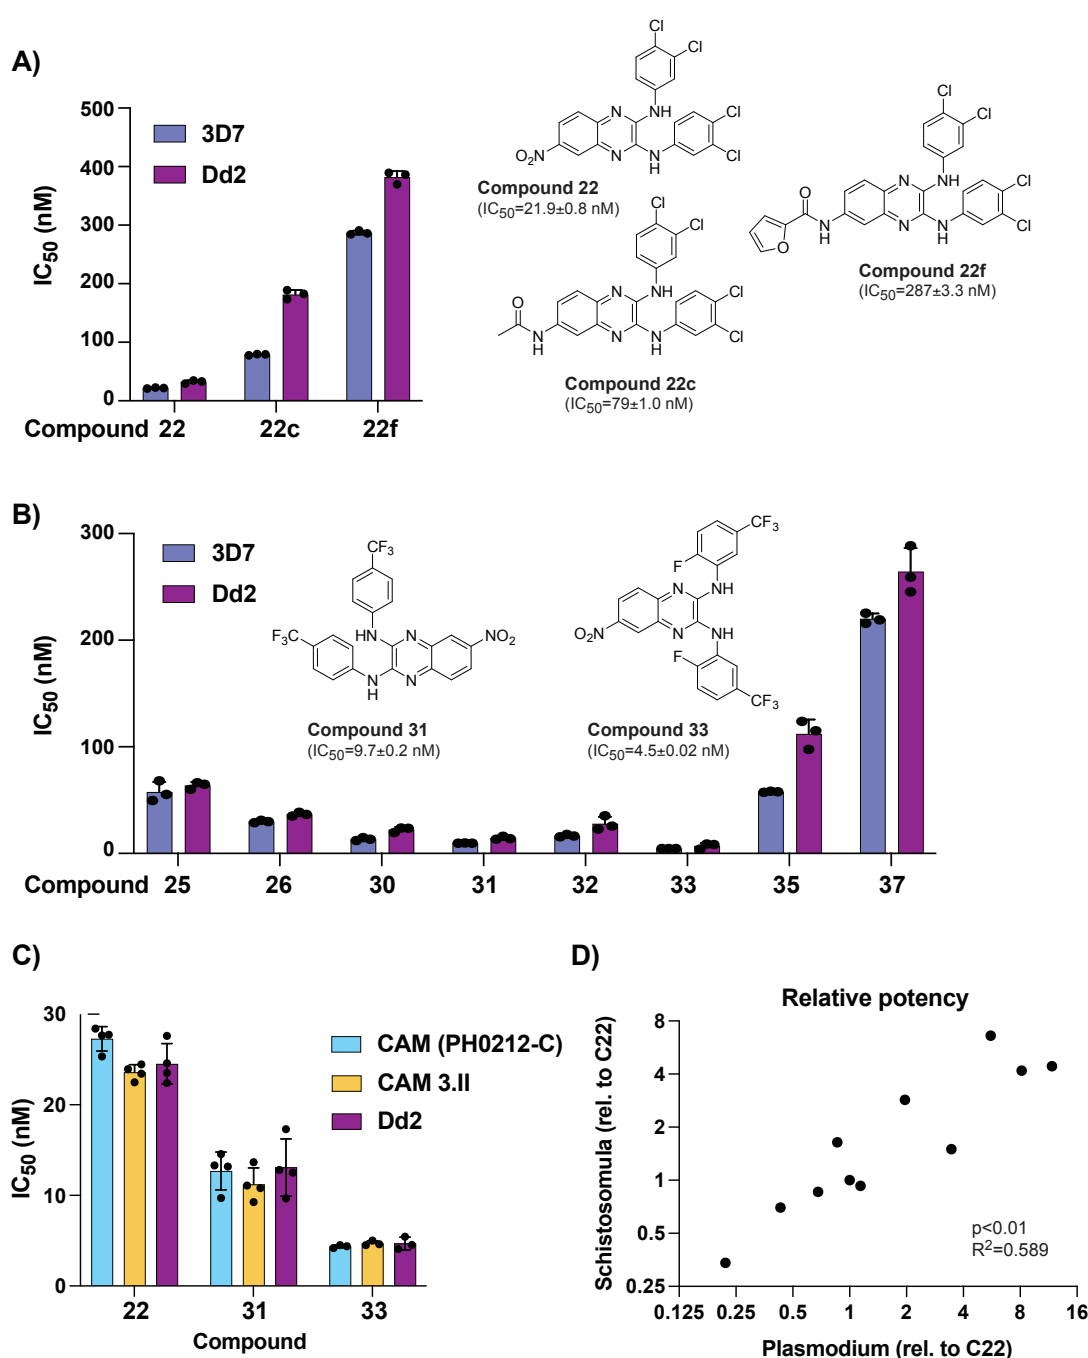 A)
500
400
300
200
100
0
IC50 (nM)
3D7
Dd2
Compound 22 22c 22f
Cl
Cl
NH
N
N
N
H
O2N
Cl
Cl
Compound 22
(IC50=21.9±0.8 nM)
Cl
Cl
NH
N
N
N
H
O
N
H
Cl
Cl
Compound 22c
(IC50=79±1.0 nM)
Cl
Cl
NH
N
N
N
H
O
O
N
H
Cl
Cl
Compound 22f
(IC50=287±3.3 nM)
B)
300
200
100
0
IC50 (nM)
3D7
Dd2
CF3
F3C
HN
N
N
N
H
NO2
Compound 31
(IC50=9.7±0.2 nM)
CF3
F
NH
N
N
NH
O2N
F
CF3
Compound 33
(IC50=4.5±0.02 nM)
Compound 25 26 30 31 32 33 35 37
C)
30
20
10
0
IC50 (nM)
CAM (PH0212-C)
CAM 3.II
Dd2
22 31 33
Compound
D)
Relative potency
8
4
2
1
0.5
0.25
Schistosomula (rel. to C22)
p<0.01
R2=0.589
0.125 0.25 0.5 1 2 4 8 16
Plasmodium (rel. to C22)